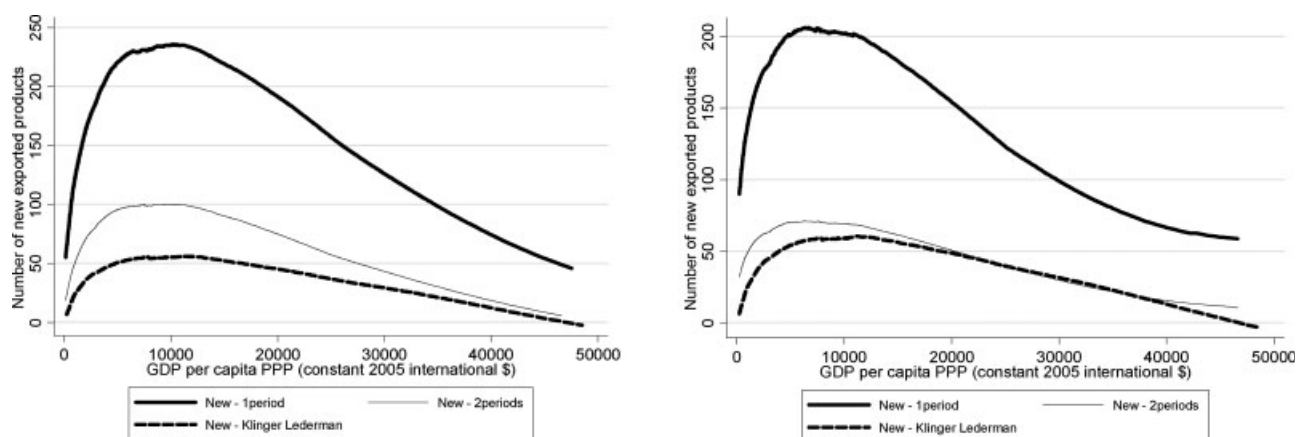 Number of new exported products
250
200
150
100
50
0
0 10000 20000 30000 40000 50000
GDP per capita PPP (constant 2005 international $)
New - 1period New - 2periods
New - Klinger Lederman
Number of new exported products
200
150
100
50
0
0 10000 20000 30000 40000 50000
GDP per capita PPP (constant 2005 international $)
New - 1period New - 2periods
New - Klinger Lederman